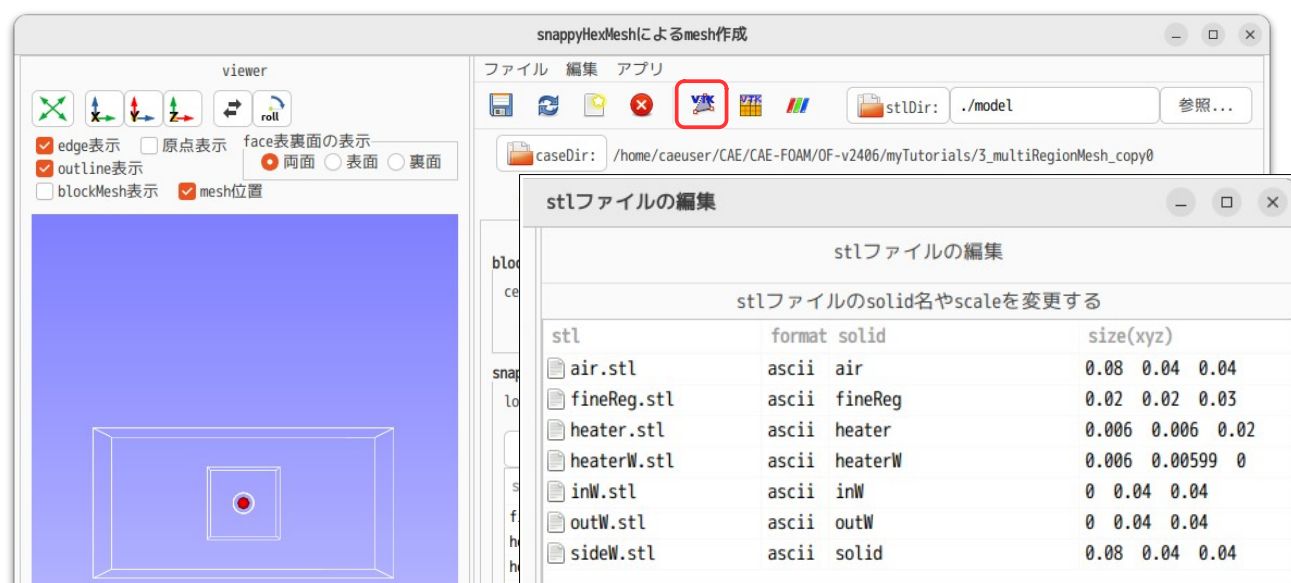 snappyHexMeshによるmesh作成
viewer
ファイル 編集 アプリ
X Y Z roll
VTK VTK
stlDir: ./model 参照...
edge表示 原点表示 face表裏面の表示
outline表示 両面 表面 裏面
blockMesh表示 mesh位置
caseDir: /home/caeuser/CAE/CAE-FOAM/OF-v2406/myTutorials/3_multiRegionMesh_copy0
stlファイルの編集
stlファイルの編集
stlファイルのsolid名やscaleを変更する
stl format solid size(xyz)
air.stl ascii air 0.08 0.04 0.04
fineReg.stl ascii fineReg 0.02 0.02 0.03
heater.stl ascii heater 0.006 0.006 0.02
heaterW.stl ascii heaterW 0.006 0.00599 0
inW.stl ascii inW 0 0.04 0.04
outW.stl ascii outW 0 0.04 0.04
sideW.stl ascii solid 0.08 0.04 0.04